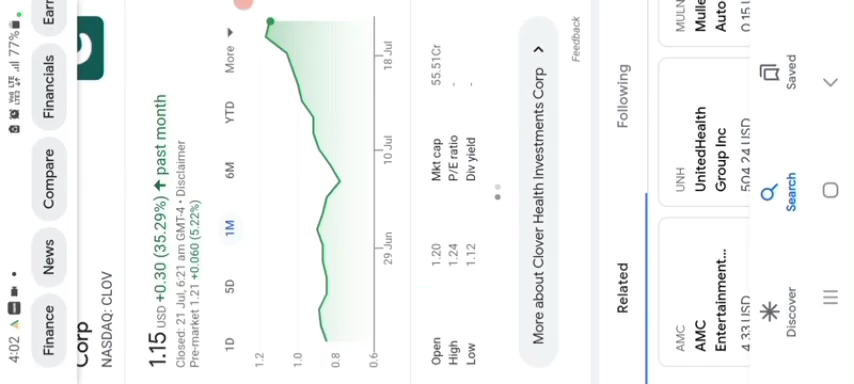 4:02
77%
Finance
News
Compare
Financials
Earn
Corp
NASDAQ: CLOV
1.15 USD +0.30 (35.29%) ↑ past month
Closed: 21 Jul, 6:21 am GMT-4 • Disclaimer
Pre-market 1.21 +0.060 (5.22%)
1D
5D
1M
6M
YTD
More
1.2
1.0
0.8
0.6
29 Jun
10 Jul
18 Jul
Open 1.20 Mkt cap 55.51Cr
High 1.24 P/E ratio -
Low 1.12 Div yield -
More about Clover Health Investments Corp
Feedback
Related
Following
AMC
AMC
Entertainment...
4.33 USD
UNH
UnitedHealth
Group Inc
504.24 USD
MULN
Mulle
Auto
0.15 U
Discover
Search
Saved